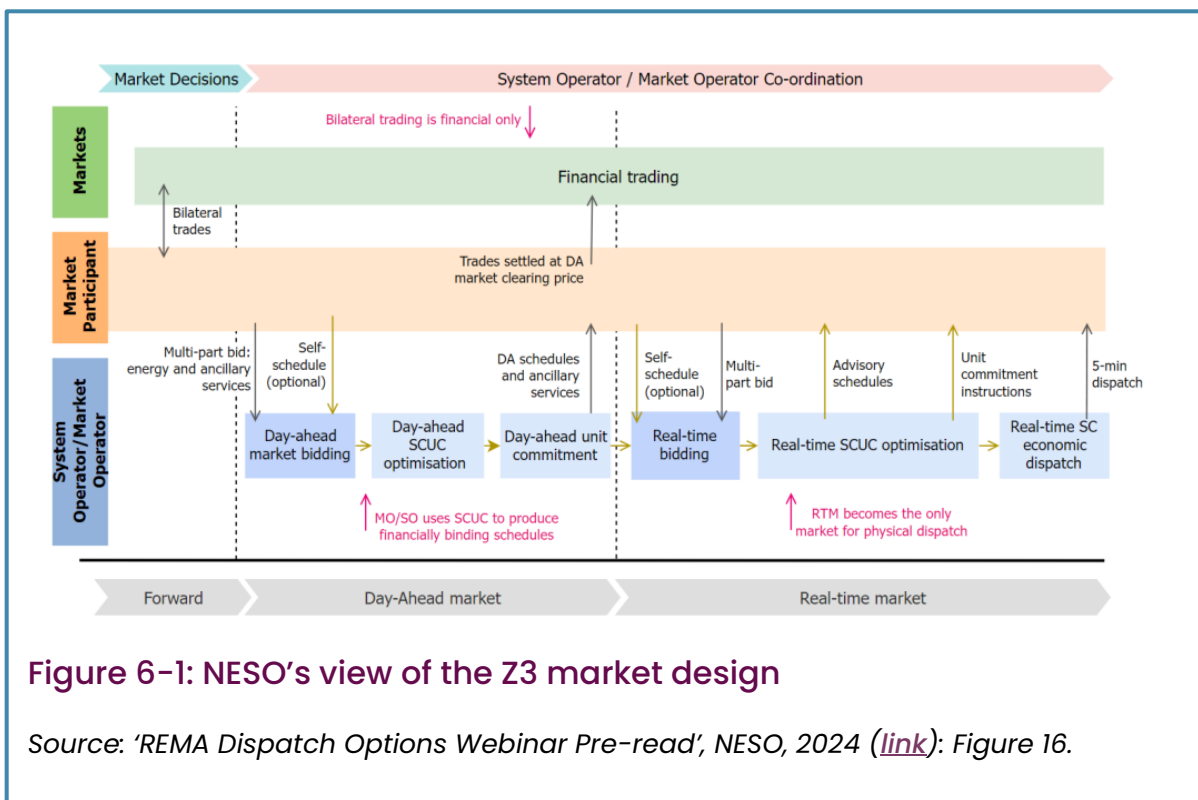 Market Decisions
System Operator / Market Operator Co-ordination
Markets
Bilateral trading is financial only
Financial trading
Bilateral
trades
Market
Participant
Trades settled at DA
market clearing price
System
Operator/Market
Operator
Multi-part bid:
energy and ancillary
services
Self-
schedule
(optional)
DA schedules
and ancillary
services
Self-
schedule
(optional)
Multi-
part bid
Advisory
schedules
Unit
commitment
instructions
5-min
dispatch
Day-ahead
market bidding
Day-ahead
SCUC
optimisation
Day-ahead unit
commitment
Real-time
bidding
Real-time SCUC optimisation
Real-time SC
economic
dispatch
MO/SO uses SCUC to produce
financially binding schedules
RTM becomes the only
market for physical dispatch
Forward
Day-Ahead market
Real-time market
Figure 6-1: NESO’s view of the Z3 market design
Source: ‘REMA Dispatch Options Webinar Pre-read’, NESO, 2024 (link): Figure 16.